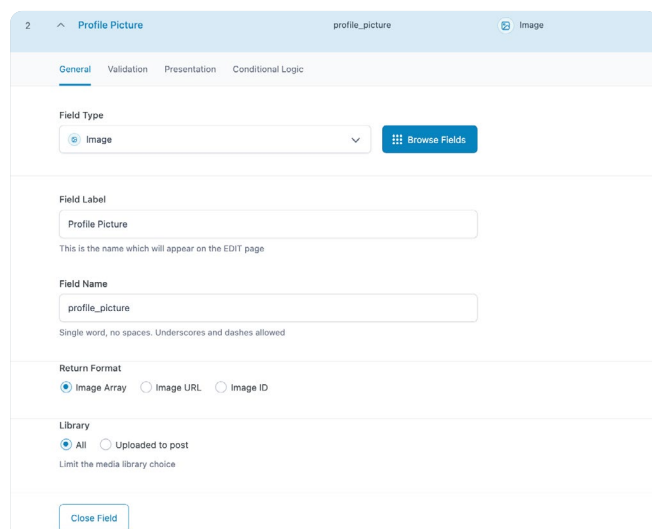 2 Profile Picture profile_picture Image
General Validation Presentation Conditional Logic
Field Type
Image Browse Fields
Field Label
Profile Picture
This is the name which will appear on the EDIT page
Field Name
profile_picture
Single word, no spaces. Underscores and dashes allowed
Return Format
Image Array Image URL Image ID
Library
All Uploaded to post
Limit the media library choice
Close Field